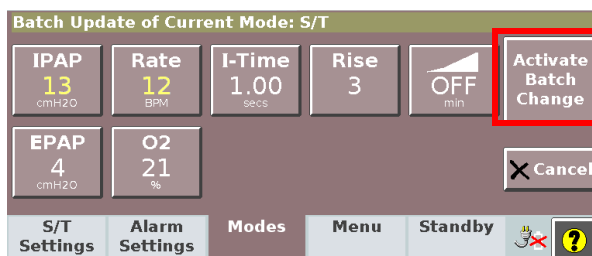 Batch Update of Current Mode: S/T
IPAP
13
cmH2O
Rate
12
BPM
I-Time
1.00
secs
Rise
3
OFF
min
Activate
Batch
Change
EPAP
4
cmH2O
O2
21
%
Cancel
S/T
Settings
Alarm
Settings
Modes
Menu
Standby
?